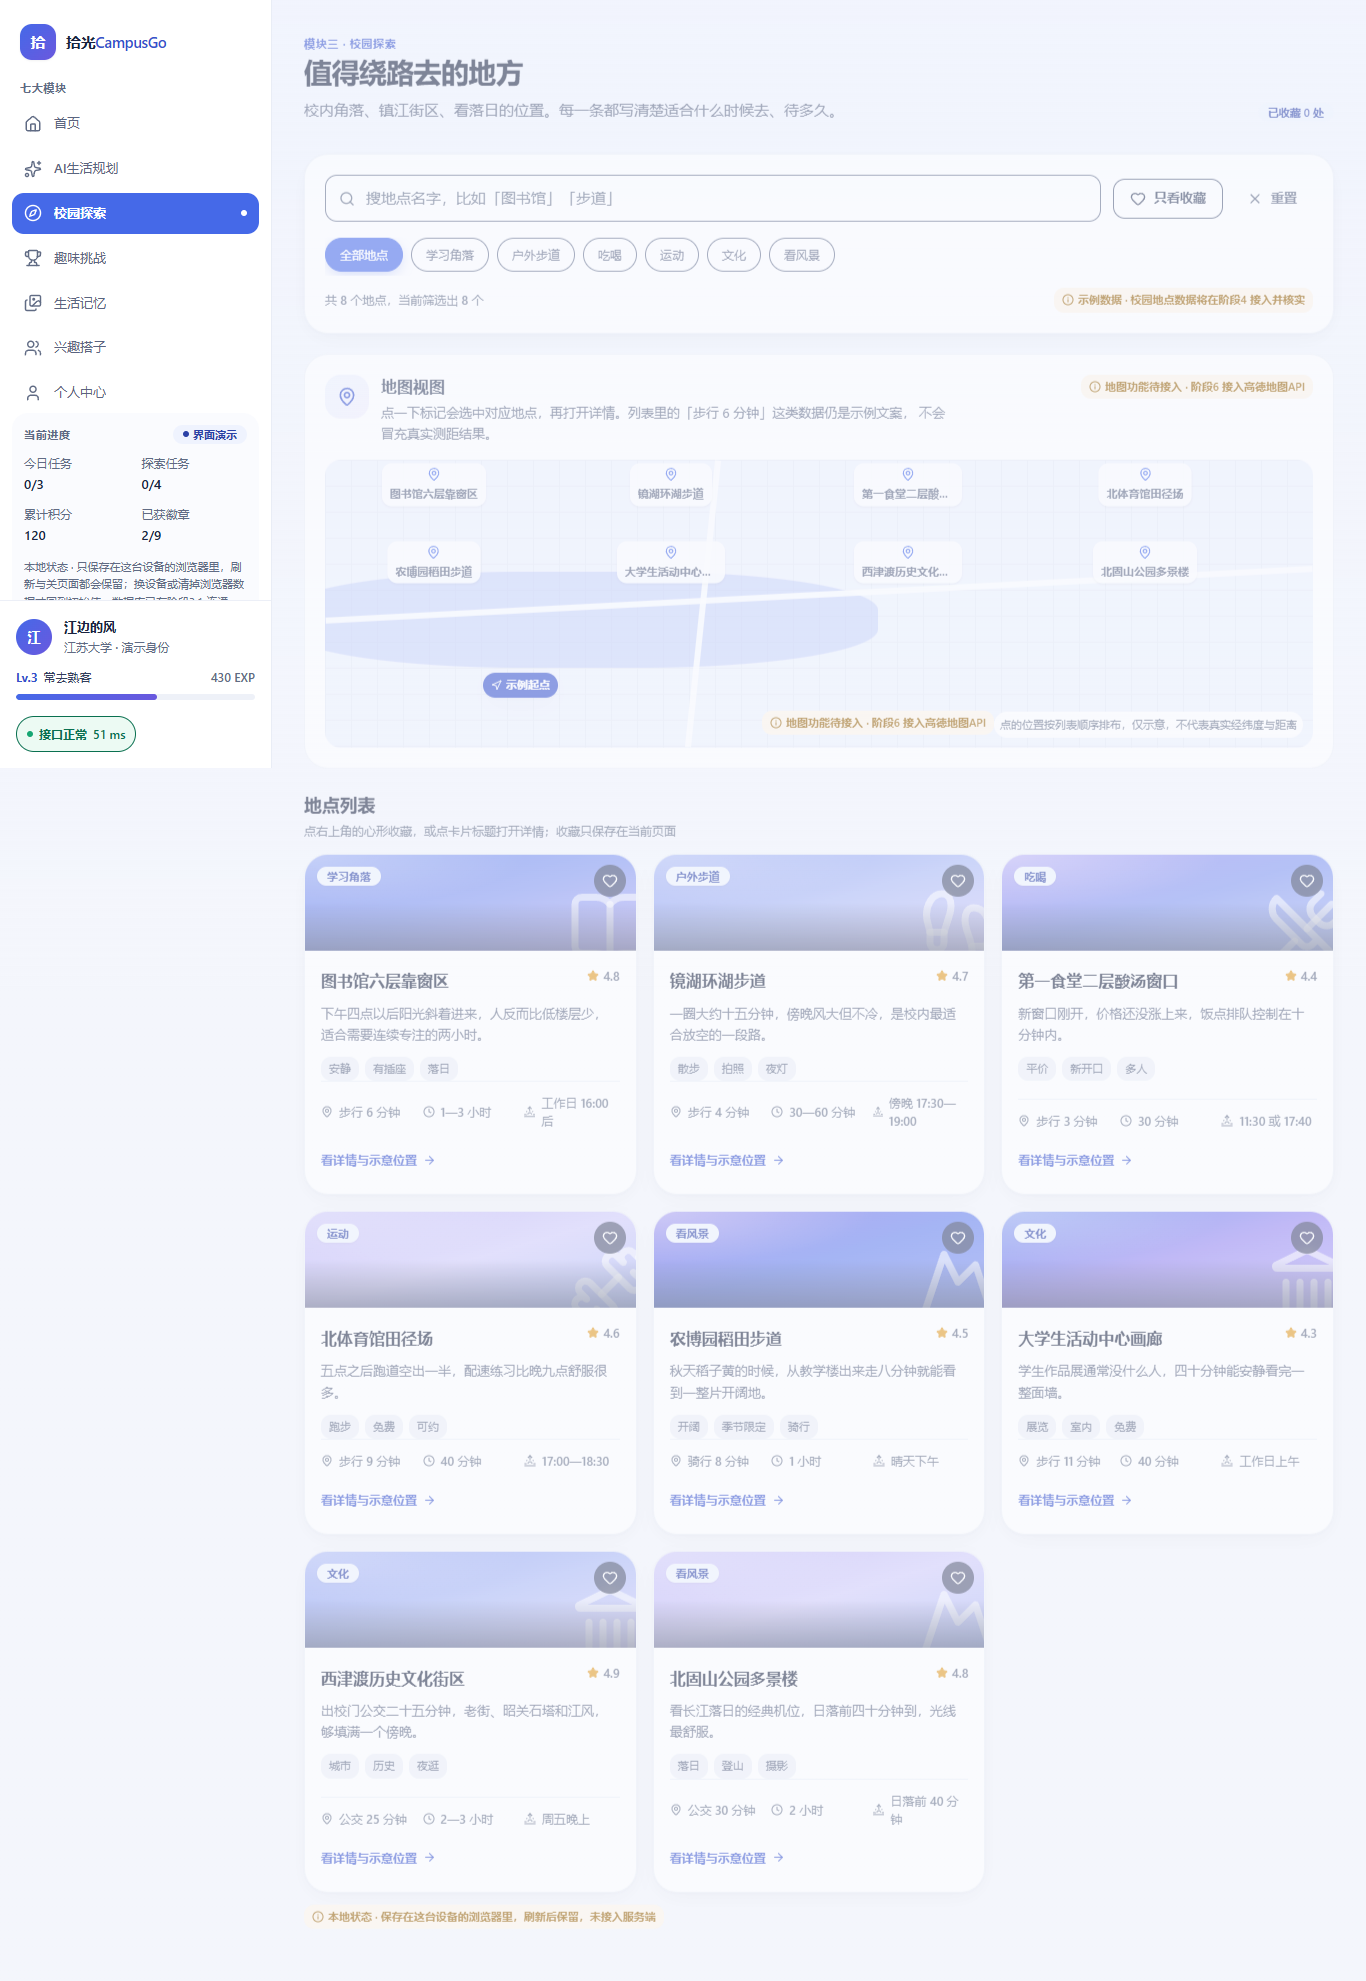 拾 拾光CampusGo
七大模块
首页
AI生活规划
校园探索
趣味挑战
生活记忆
兴趣搭子
个人中心
当前进度 界面演示
今日任务 探索任务
0/3 0/4
累计积分 已获徽章
120 2/9
本地状态 · 只保存在这台设备的浏览器里，刷
新与关页面都会保留；换设备或清掉浏览器数
江 江边的风
江苏大学 · 演示身份
Lv.3 常去熟客 430 EXP
接口正常 51 ms
模块三 · 校园探索
值得绕路去的地方
校内角落、镇江街区、看落日的位置。每一条都写清楚适合什么时候去、待多久。
已收藏 0 处
搜地点名字，比如「图书馆」「步道」
只看收藏
重置
全部地点 学习角落 户外步道 吃喝 运动 文化 看风景
共 8 个地点，当前筛选出 8 个
示例数据 · 校园地点数据将在阶段4 接入并核实
地图视图
地图功能待接入 · 阶段6 接入高德地图API
点一下标记会选中对应地点，再打开详情。列表里的「步行 6 分钟」这类数据仍是示例文案， 不会
冒充真实测距结果。
图书馆六层靠窗区 镜湖环湖步道 第一食堂二层酸... 北体育馆田径场
农博园稻田步道 大学生活动中心... 西津渡历史文化... 北固山公园多景楼
示例起点
地图功能待接入 · 阶段6 接入高德地图API
点的位置按列表顺序排布，仅示意，不代表真实经纬度与距离
地点列表
点右上角的心形收藏，或点卡片标题打开详情；收藏只保存在当前页面
学习角落
图书馆六层靠窗区 4.8
下午四点以后阳光斜着进来，人反而比低楼层少，
适合需要连续专注的两小时。
安静 有插座 落日
步行 6 分钟 1—3 小时 工作日 16:00
后
看详情与示意位置
户外步道
镜湖环湖步道 4.7
一圈大约十五分钟，傍晚风大但不冷，是校内最适
合放空的一段路。
散步 拍照 夜灯
步行 4 分钟 30—60 分钟 傍晚 17:30—
19:00
看详情与示意位置
吃喝
第一食堂二层酸汤窗口 4.4
新窗口刚开，价格还没涨上来，饭点排队控制在十
分钟内。
平价 新开口 多人
步行 3 分钟 30 分钟 11:30 或 17:40
看详情与示意位置
运动
北体育馆田径场 4.6
五点之后跑道空出一半，配速练习比晚九点舒服很
多。
跑步 免费 可约
步行 9 分钟 40 分钟 17:00—18:30
看详情与示意位置
看风景
农博园稻田步道 4.5
秋天稻子黄的时候，从教学楼出来走八分钟就能看
到一整片开阔地。
开阔 季节限定 骑行
骑行 8 分钟 1 小时 晴天下午
看详情与示意位置
文化
大学生活动中心画廊 4.3
学生作品展通常没什么人，四十分钟能安静看完一
整面墙。
展览 室内 免费
步行 11 分钟 40 分钟 工作日上午
看详情与示意位置
文化
西津渡历史文化街区 4.9
出校门公交二十五分钟，老街、昭关石塔和江风，
够填满一个傍晚。
城市 历史 夜逛
公交 25 分钟 2—3 小时 周五晚上
看详情与示意位置
看风景
北固山公园多景楼 4.8
看长江落日的经典机位，日落前四十分钟到，光线
最舒服。
落日 登山 摄影
公交 30 分钟 2 小时 日落前 40 分
钟
看详情与示意位置
本地状态 · 保存在这台设备的浏览器里，刷新后保留，未接入服务端